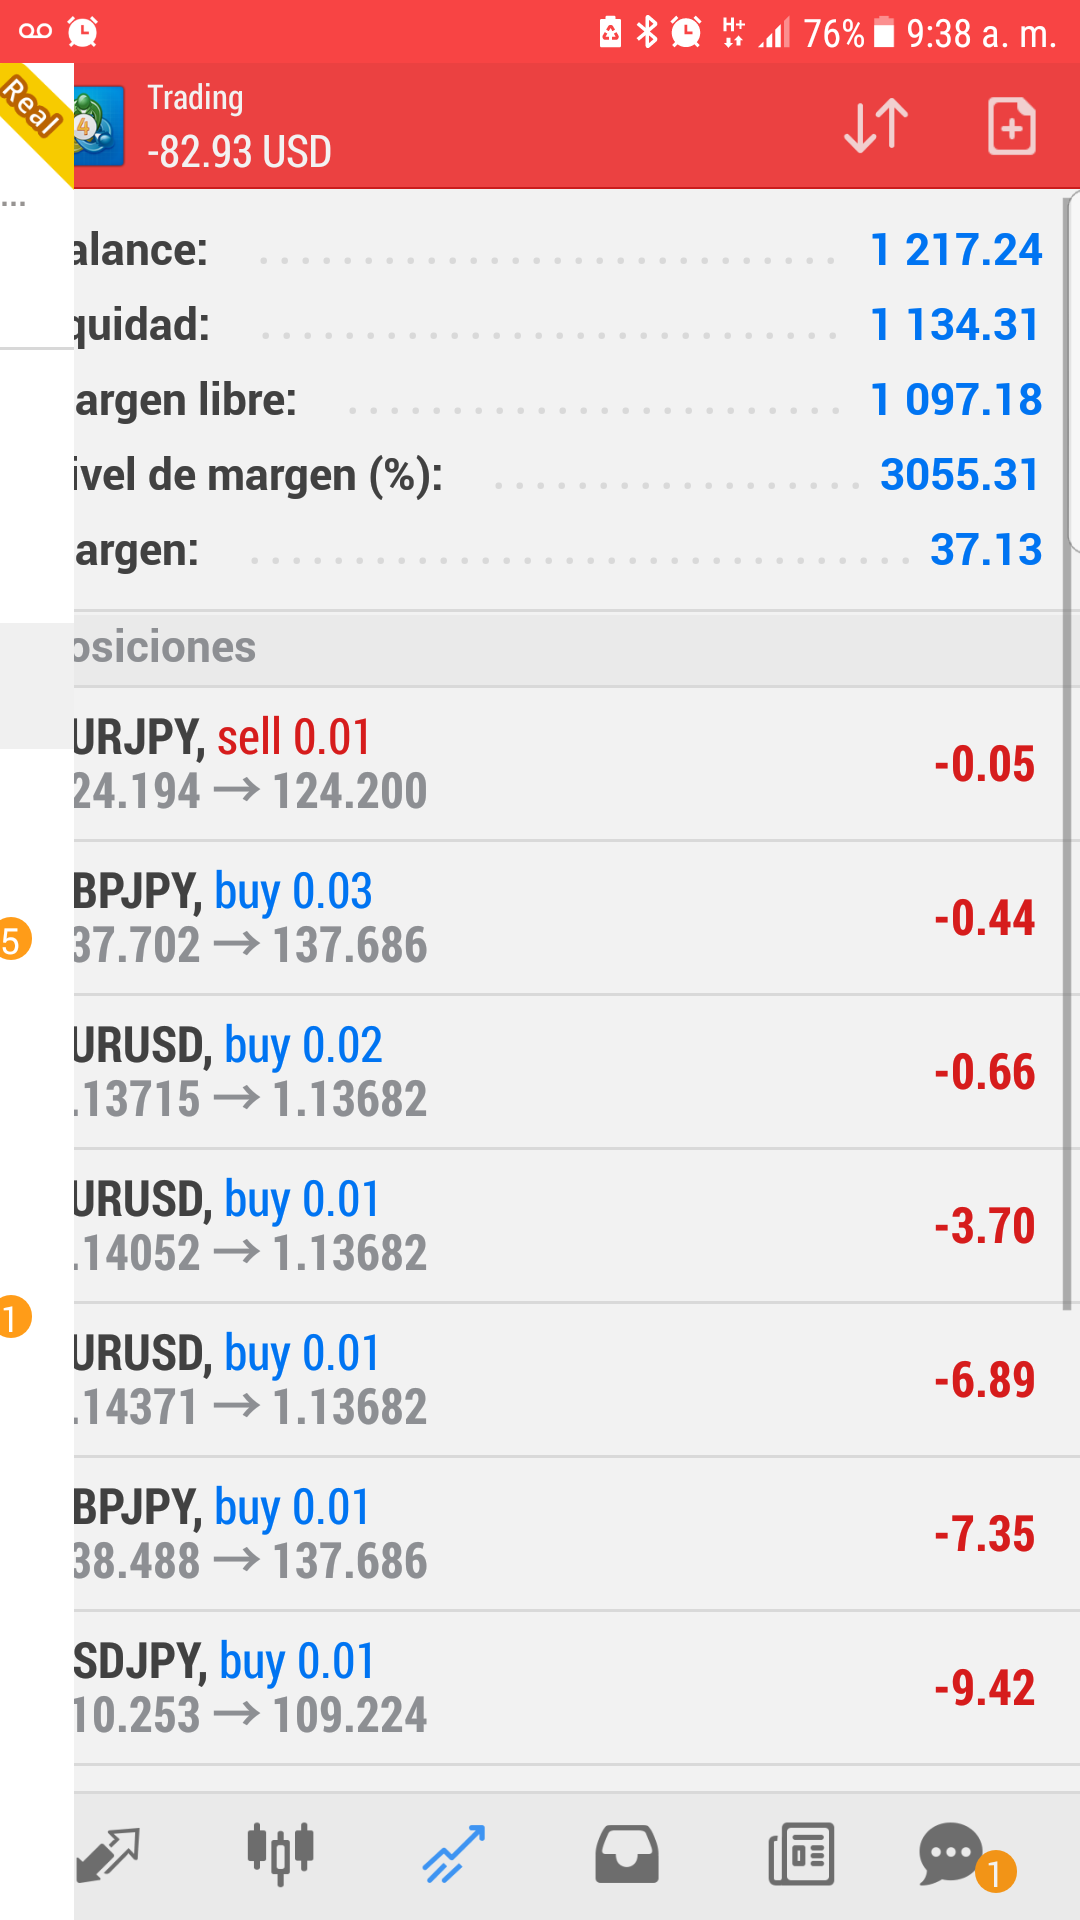 H+ 76% 9:38 a. m.
Real
4
Trading
-82.93 USD
...
alance: 1 217.24
quidad: 1 134.31
argen libre: 1 097.18
ivel de margen (%): 3055.31
argen: 37.13
osiciones
URJPY, sell 0.01
24.194 → 124.200
-0.05
BPJPY, buy 0.03
37.702 → 137.686
-0.44
5
URUSD, buy 0.02
.13715 → 1.13682
-0.66
URUSD, buy 0.01
.14052 → 1.13682
-3.70
1
URUSD, buy 0.01
.14371 → 1.13682
-6.89
BPJPY, buy 0.01
38.488 → 137.686
-7.35
SDJPY, buy 0.01
10.253 → 109.224
-9.42
1